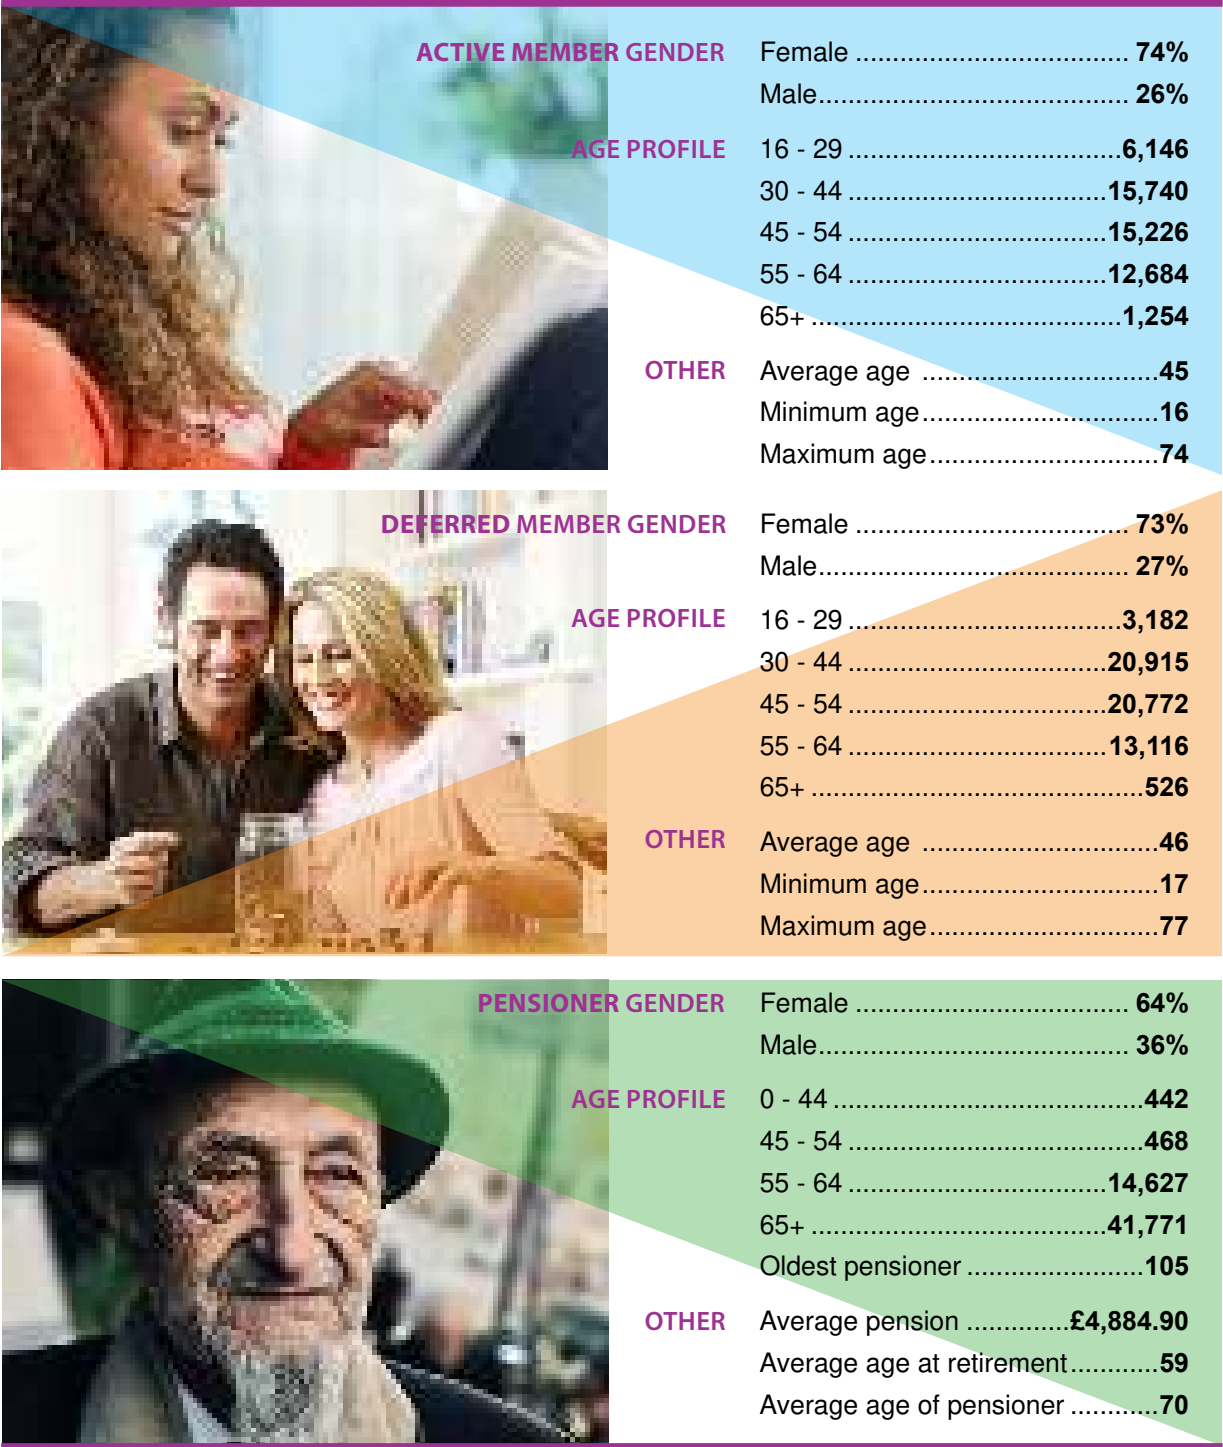 ACTIVE MEMBER GENDER Female ..................................... 74%
Male.......................................... 26%
AGE PROFILE 16 - 29 .....................................6,146
30 - 44 ...................................15,740
45 - 54 ...................................15,226
55 - 64 ...................................12,684
65+ ..........................................1,254
OTHER Average age ................................45
Minimum age................................16
Maximum age...............................74
DEFERRED MEMBER GENDER Female ..................................... 73%
Male.......................................... 27%
AGE PROFILE 16 - 29 .....................................3,182
30 - 44 ...................................20,915
45 - 54 ...................................20,772
55 - 64 ...................................13,116
65+ .............................................526
OTHER Average age ................................46
Minimum age................................17
Maximum age...............................77
PENSIONER GENDER Female ..................................... 64%
Male.......................................... 36%
AGE PROFILE 0 - 44 ..........................................442
45 - 54 ........................................468
55 - 64 ...................................14,627
65+ ........................................41,771
Oldest pensioner ........................105
OTHER Average pension ..............£4,884.90
Average age at retirement............59
Average age of pensioner ............70